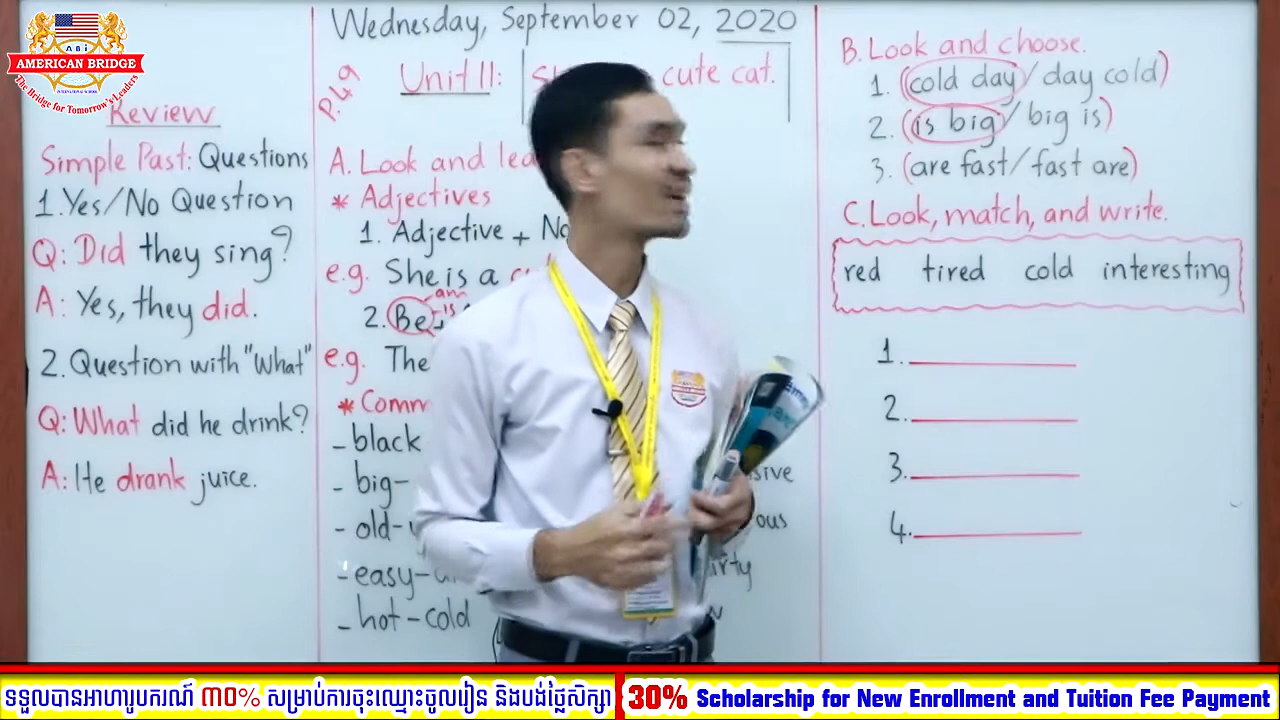 AMERICAN BRIDGE
The Bridge for Tomorrow's Leaders
Review
Simple Past: Questions
1. Yes/No Question
Q: Did they sing?
A: Yes, they did.
2. Question with "What"
Q: What did he drink?
A: He drank juice.
Wednesday, September 02, 2020
P.49
Unit 11: cute cat.
A. Look and
* Adjectives
1. Adjective +
e.g. She is a
am
is
2. Be +
e.g. The
*
- black
- big-
- old-
- easy-
- hot-cold
B. Look and choose.
1. (cold day/day cold)
2. (is big/big is)
3. (are fast/fast are)
C. Look, match, and write.
red tired cold interesting
1.
2.
3.
4.
ទទួលបានអាហារូបករណ៍ ៣០% សម្រាប់ការចុះឈ្មោះចូលរៀន និងបង់ថ្លៃសិក្សា
30% Scholarship for New Enrollment and Tuition Fee Payment